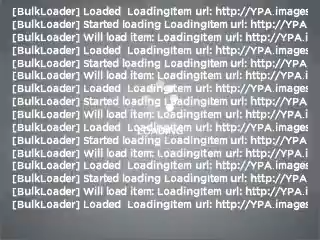 [BulkLoader] Loaded LoadingItem url: http://YPA.images
[BulkLoader] Started loading LoadingItem url: http://YPA
[BulkLoader] Will load item: LoadingItem url: http://YPA.i
[BulkLoader] Loaded LoadingItem url: http://YPA.images
[BulkLoader] Started loading LoadingItem url: http://YPA
[BulkLoader] Will load item: LoadingItem url: http://YPA.i
[BulkLoader] Loaded LoadingItem url: http://YPA.images
[BulkLoader] Started loading LoadingItem url: http://YPA
[BulkLoader] Will load item: LoadingItem url: http://YPA.i
[BulkLoader] Loaded LoadingItem url: http://YPA.images
LOADING
[BulkLoader] Started loading LoadingItem url: http://YPA
[BulkLoader] Will load item: LoadingItem url: http://YPA.i
[BulkLoader] Loaded LoadingItem url: http://YPA.images
[BulkLoader] Started loading LoadingItem url: http://YPA
[BulkLoader] Will load item: LoadingItem url: http://YPA.i
[BulkLoader] Loaded LoadingItem url: http://YPA.images